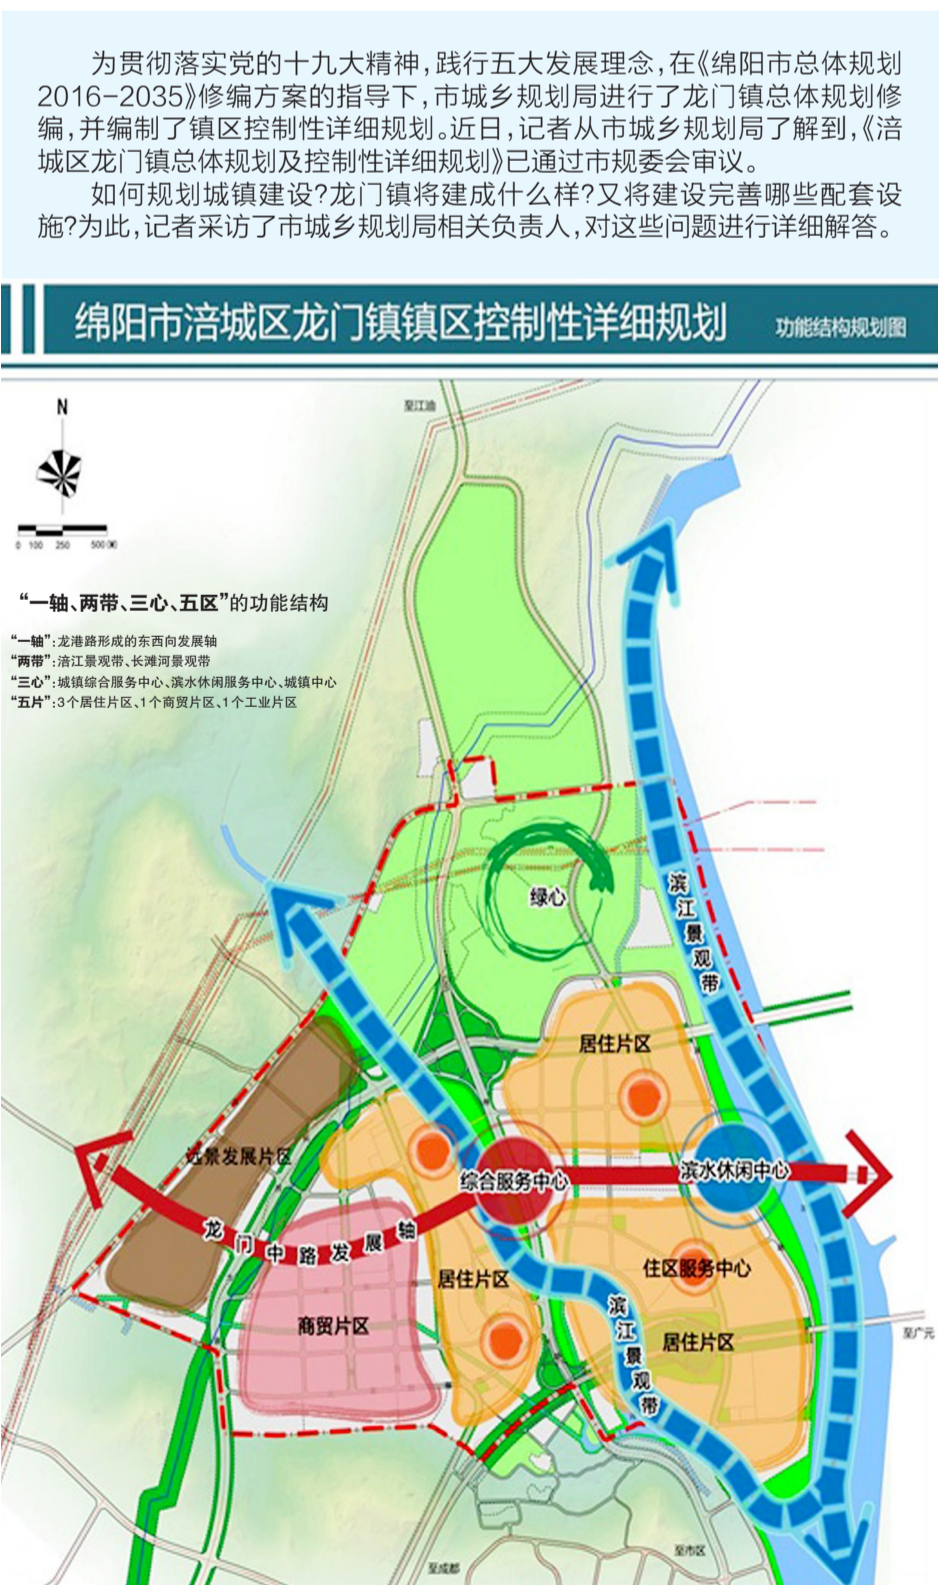 为贯彻落实党的十九大精神,践行五大发展理念,在《绵阳市总体规划
2016-2035》修编方案的指导下,市城乡规划局进行了龙门镇总体规划修
编,并编制了镇区控制性详细规划。近日,记者从市城乡规划局了解到,《涪
城区龙门镇总体规划及控制性详细规划》已通过市规委会审议。
如何规划城镇建设?龙门镇将建成什么样?又将建设完善哪些配套设
施?为此,记者采访了市城乡规划局相关负责人,对这些问题进行详细解答。
绵阳市涪城区龙门镇镇区控制性详细规划 功能结构规划图
至江油
N
0 100 250 500
“一轴、两带、三心、五区”的功能结构
“一轴”:龙港路形成的东西向发展轴
“两带”:涪江景观带、长滩河景观带
“三心”:城镇综合服务中心、滨水休闲服务中心、城镇中心
“五片”:3个居住片区、1个商贸片区、1个工业片区
绿心
滨江景观带
居住片区
远景发展片区
综合服务中心
滨水休闲中心
龙门中路发展轴
居住片区
住区服务中心
商贸片区
滨江景观带
居住片区
至广元
至市区
至成都